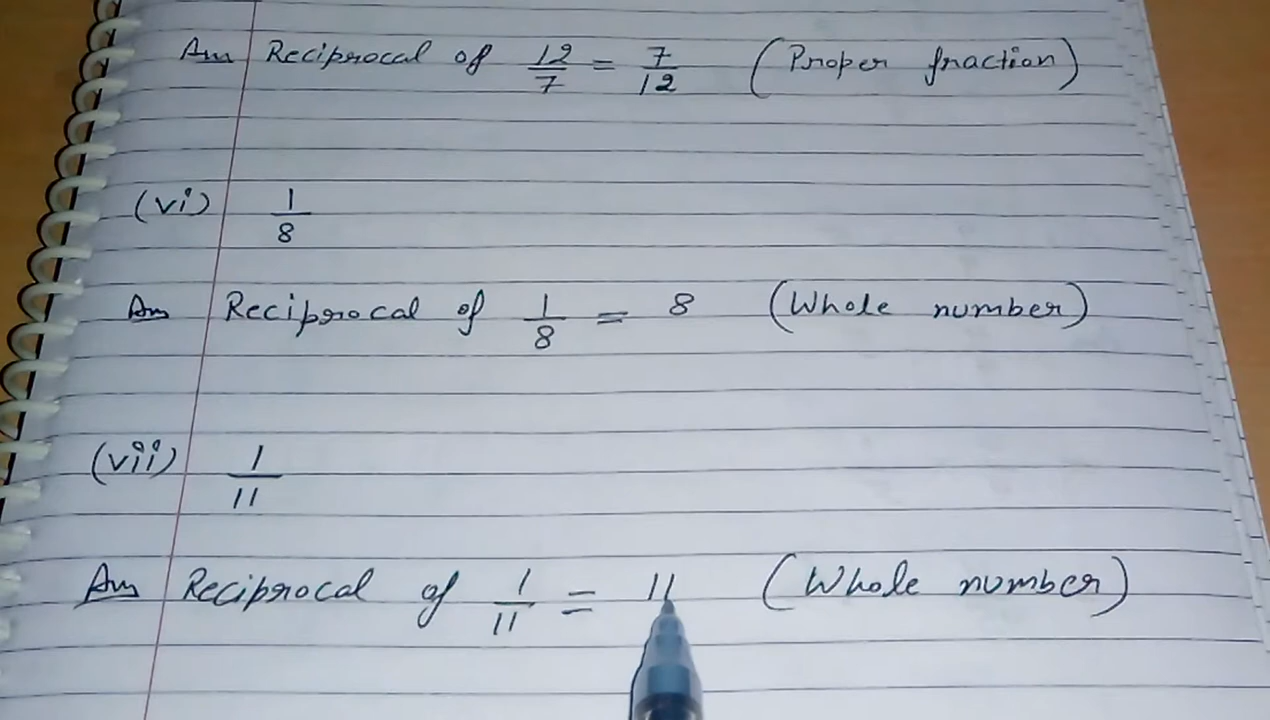 Ans Reciprocal of 12/7 = 7/12 (Proper fraction)
(vi) 1/8
Ans Reciprocal of 1/8 = 8 (Whole number)
(vii) 1/11
Ans Reciprocal of 1/11 = 11 (Whole number)